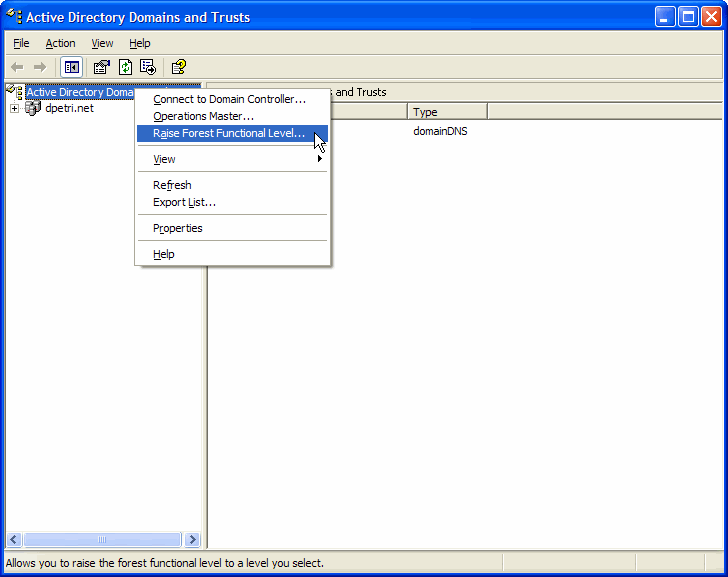 Active Directory Domains and Trusts
File Action View Help
Active Directory Doma
s and Trusts
dpetri.net
Type
domainDNS
Connect to Domain Controller...
Operations Master...
Raise Forest Functional Level...
View
Refresh
Export List...
Properties
Help
Allows you to raise the forest functional level to a level you select.